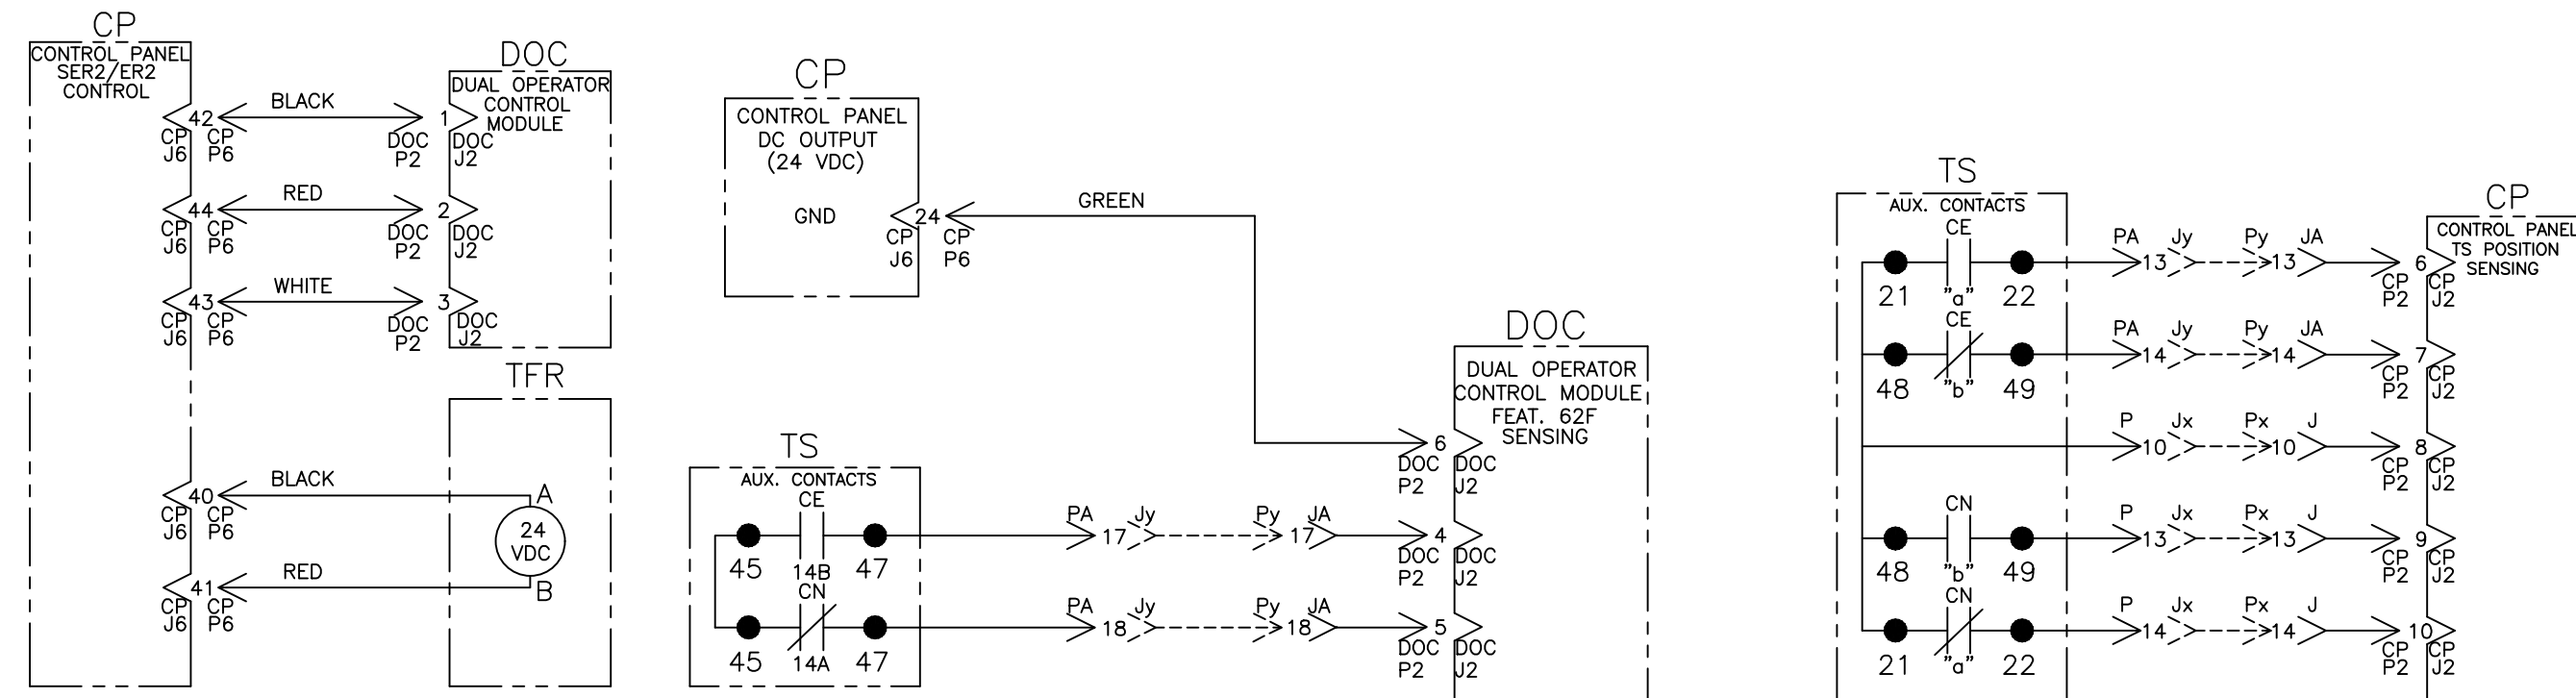 CP
CONTROL PANEL
SER2/ER2
CONTROL
DOC
DUAL OPERATOR
CONTROL
MODULE
42 BLACK 1
CP CP DOC DOC
J6 P6 P2 J2
44 RED 2
CP CP DOC DOC
J6 P6 P2 J2
43 WHITE 3
CP CP DOC DOC
J6 P6 P2 J2
TFR
40 BLACK A
CP CP
J6 P6
24
VDC
41 RED B
CP CP
J6 P6
CP
CONTROL PANEL
DC OUTPUT
(24 VDC)
GND 24 GREEN
CP CP
J6 P6
DOC
DUAL OPERATOR
CONTROL MODULE
FEAT. 62F
SENSING
6
DOC DOC
P2 J2
TS
AUX. CONTACTS
CE
PA Jy Py JA
17 17 4
45 14B 47
DOC DOC
P2 J2
CN
PA Jy Py JA
18 18 5
45 14A 47
DOC DOC
P2 J2
TS
AUX. CONTACTS
CP
CONTROL PANEL
TS POSITION
SENSING
CE
PA Jy Py JA
13 13 6
21 "a" 22
CP CP
P2 J2
CE
PA Jy Py JA
14 14 7
48 "b" 49
CP CP
P2 J2
P Jx Px J
10 10 8
CP CP
P2 J2
CN
P Jx Px J
13 13 9
48 "b" 49
CP CP
P2 J2
CN
P Jx Px J
14 14 10
21 "a" 22
CP CP
P2 J2